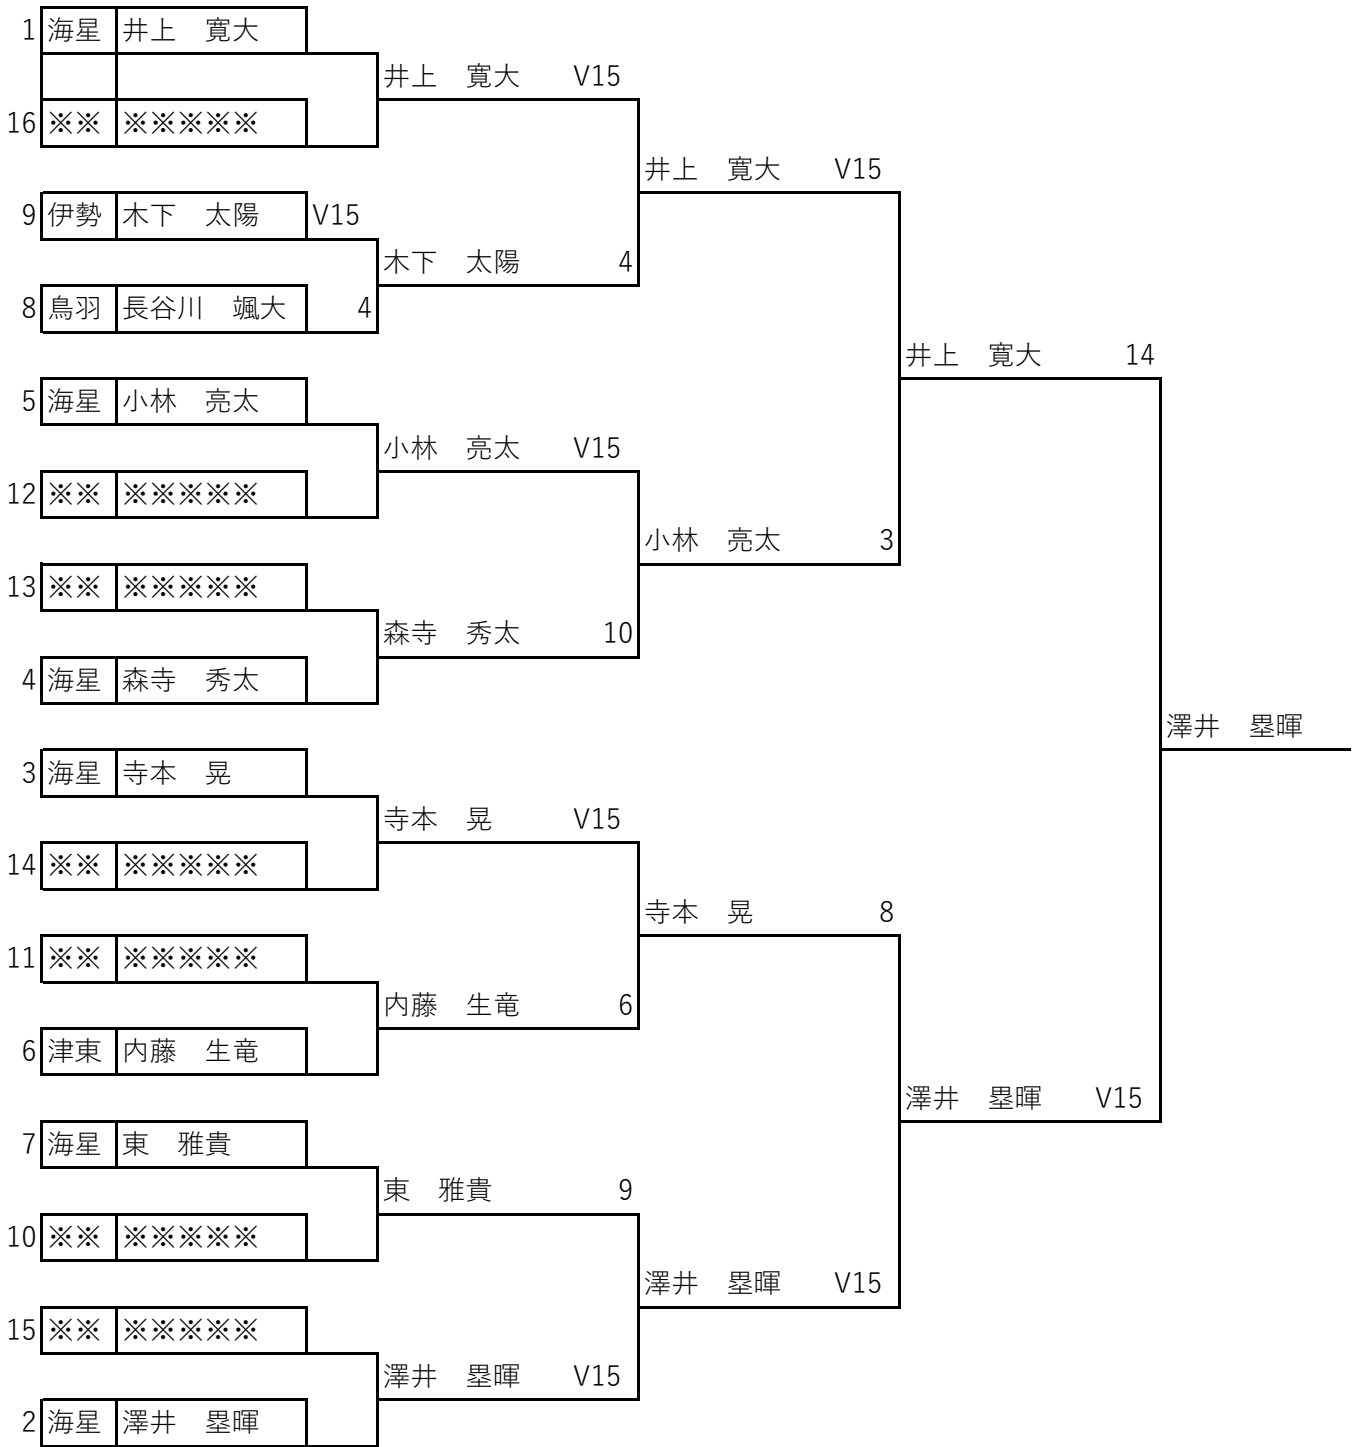 1 海星 井上　寛大
井上　寛大 V15
16 ※※ ※※※※※
井上　寛大 V15
9 伊勢 木下　太陽 V15
木下　太陽 4
8 鳥羽 長谷川　颯大 4
井上　寛大 14
5 海星 小林　亮太
小林　亮太 V15
12 ※※ ※※※※※
小林　亮太 3
13 ※※ ※※※※※
森寺　秀太 10
4 海星 森寺　秀太
澤井　塁暉
3 海星 寺本　晃
寺本　晃 V15
14 ※※ ※※※※※
寺本　晃 8
11 ※※ ※※※※※
内藤　生竜 6
6 津東 内藤　生竜
澤井　塁暉 V15
7 海星 東　雅貴
東　雅貴 9
10 ※※ ※※※※※
澤井　塁暉 V15
15 ※※ ※※※※※
澤井　塁暉 V15
2 海星 澤井　塁暉